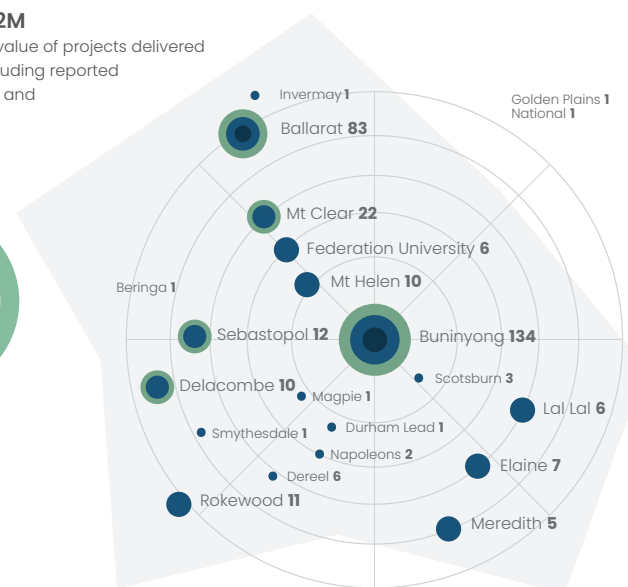 2M
value of projects delivered
uding reported
and
Invermay 1
Golden Plains 1
National 1
Ballarat 83
Mt Clear 22
Federation University 6
Mt Helen 10
Beringa 1
Sebastopol 12
Buninyong 134
Delacombe 10
Scotsburn 3
Magpie 1
Lal Lal 6
Smythesdale 1
Durham Lead 1
Napoleons 2
Elaine 7
Dereel 6
Rokewood 11
Meredith 5